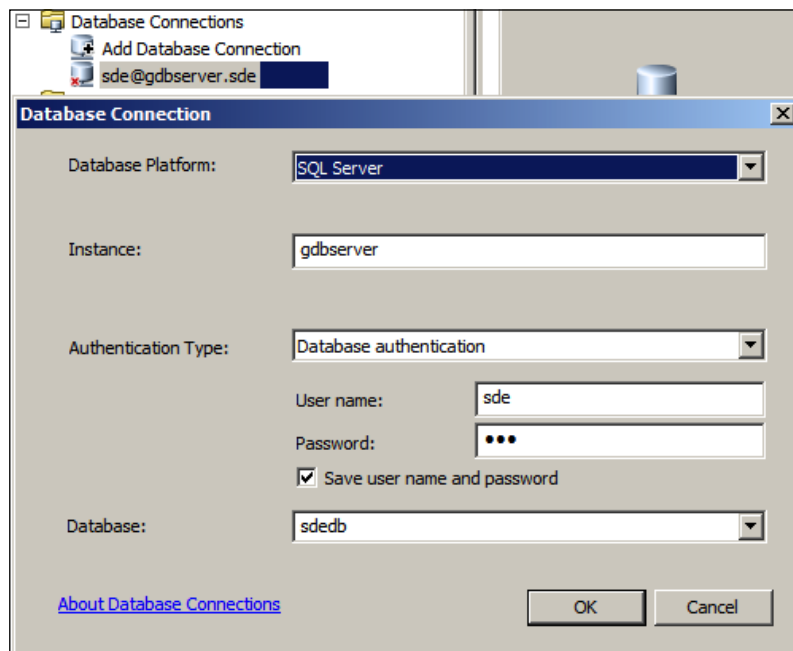 Database Connections
Add Database Connection
sde@gdbserver.sde
Database Connection
Database Platform: SQL Server
Instance: gdbserver
Authentication Type: Database authentication
User name: sde
Password: •••
Save user name and password
Database: sdedb
About Database Connections OK Cancel